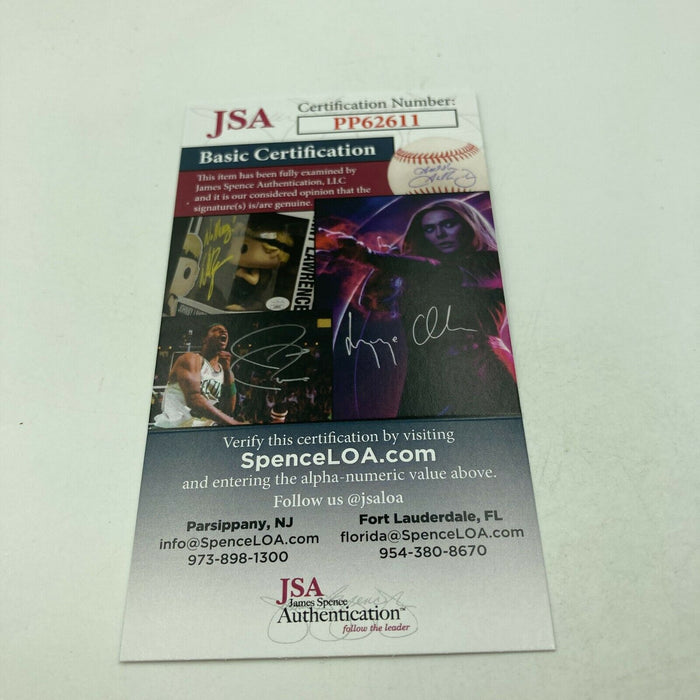 JSA
Certification Number:
PP62611
Basic Certification
This item has been fully examined by
James Spence Authentication, LLC
and it is our considered opinion that the
signature(s) is/are genuine.
LAWRENCE
Verify this certification by visiting
SpenceLOA.com
and entering the alpha-numeric value above.
Follow us @jsaloa
Parsippany, NJ
info@SpenceLOA.com
973-898-1300
Fort Lauderdale, FL
florida@SpenceLOA.com
954-380-8670
JSA
James Spence
Authentication™
follow the leader